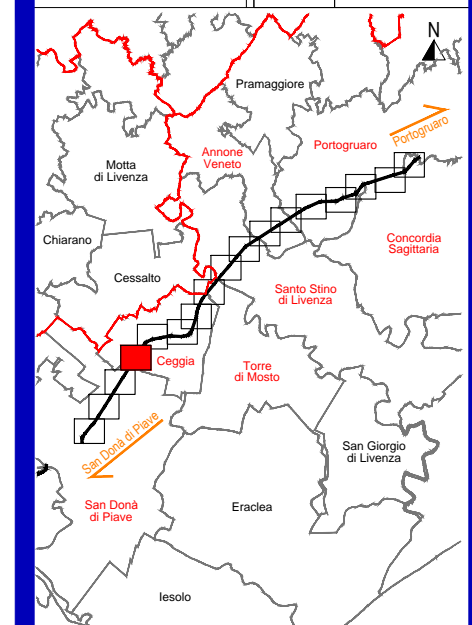 N
Pramaggiore
Portogruaro
Portogruaro
Annone
Veneto
Motta
di Livenza
Chiarano
Concordia
Sagittaria
Cessalto
Santo Stino
di Livenza
Ceggia
Torre
di Mosto
San Donà di Piave
San Giorgio
di Livenza
San Donà
di Piave
Eraclea
Iesolo